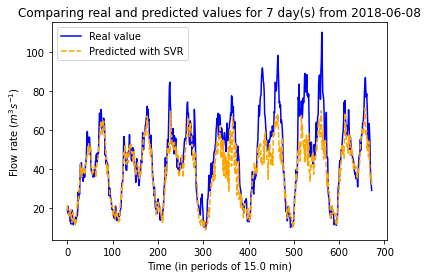 Comparing real and predicted values for 7 day(s) from 2018-06-08
Real value
Predicted with SVR
Flow rate (m³s⁻¹)
100
80
60
40
20
0 100 200 300 400 500 600 700
Time (in periods of 15.0 min)